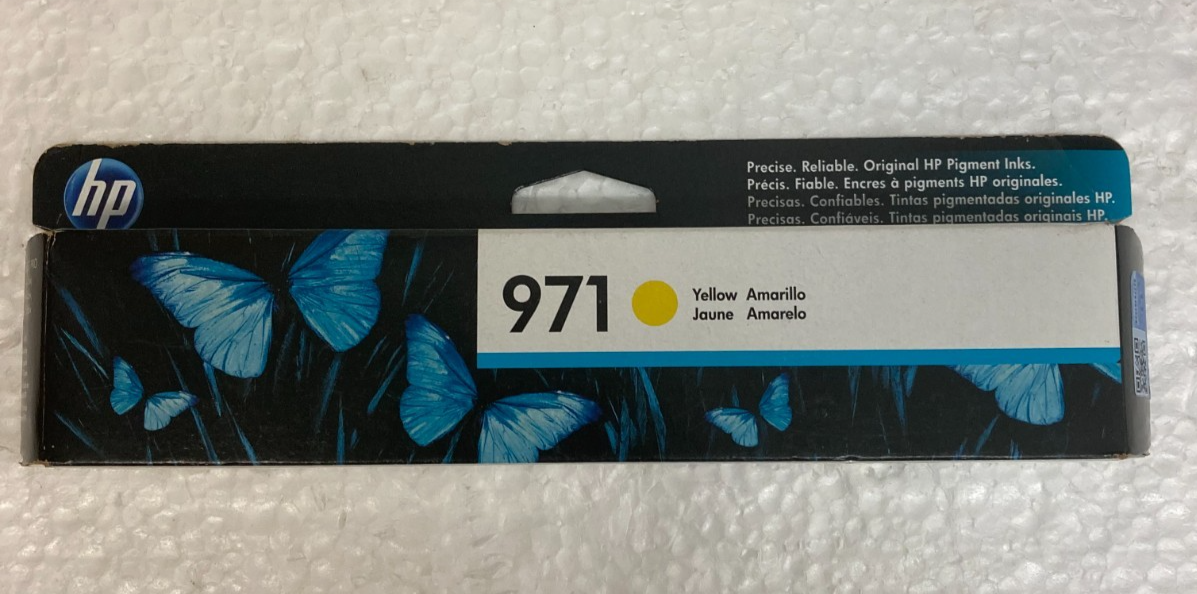 hp
Precise. Reliable. Original HP Pigment Inks.
Précis. Fiable. Encres à pigments HP originales.
Precisas. Confiables. Tintas pigmentadas originales HP.
Precisas. Confiáveis. Tintas pigmentadas originais HP.
971
Yellow Amarillo
Jaune Amarelo